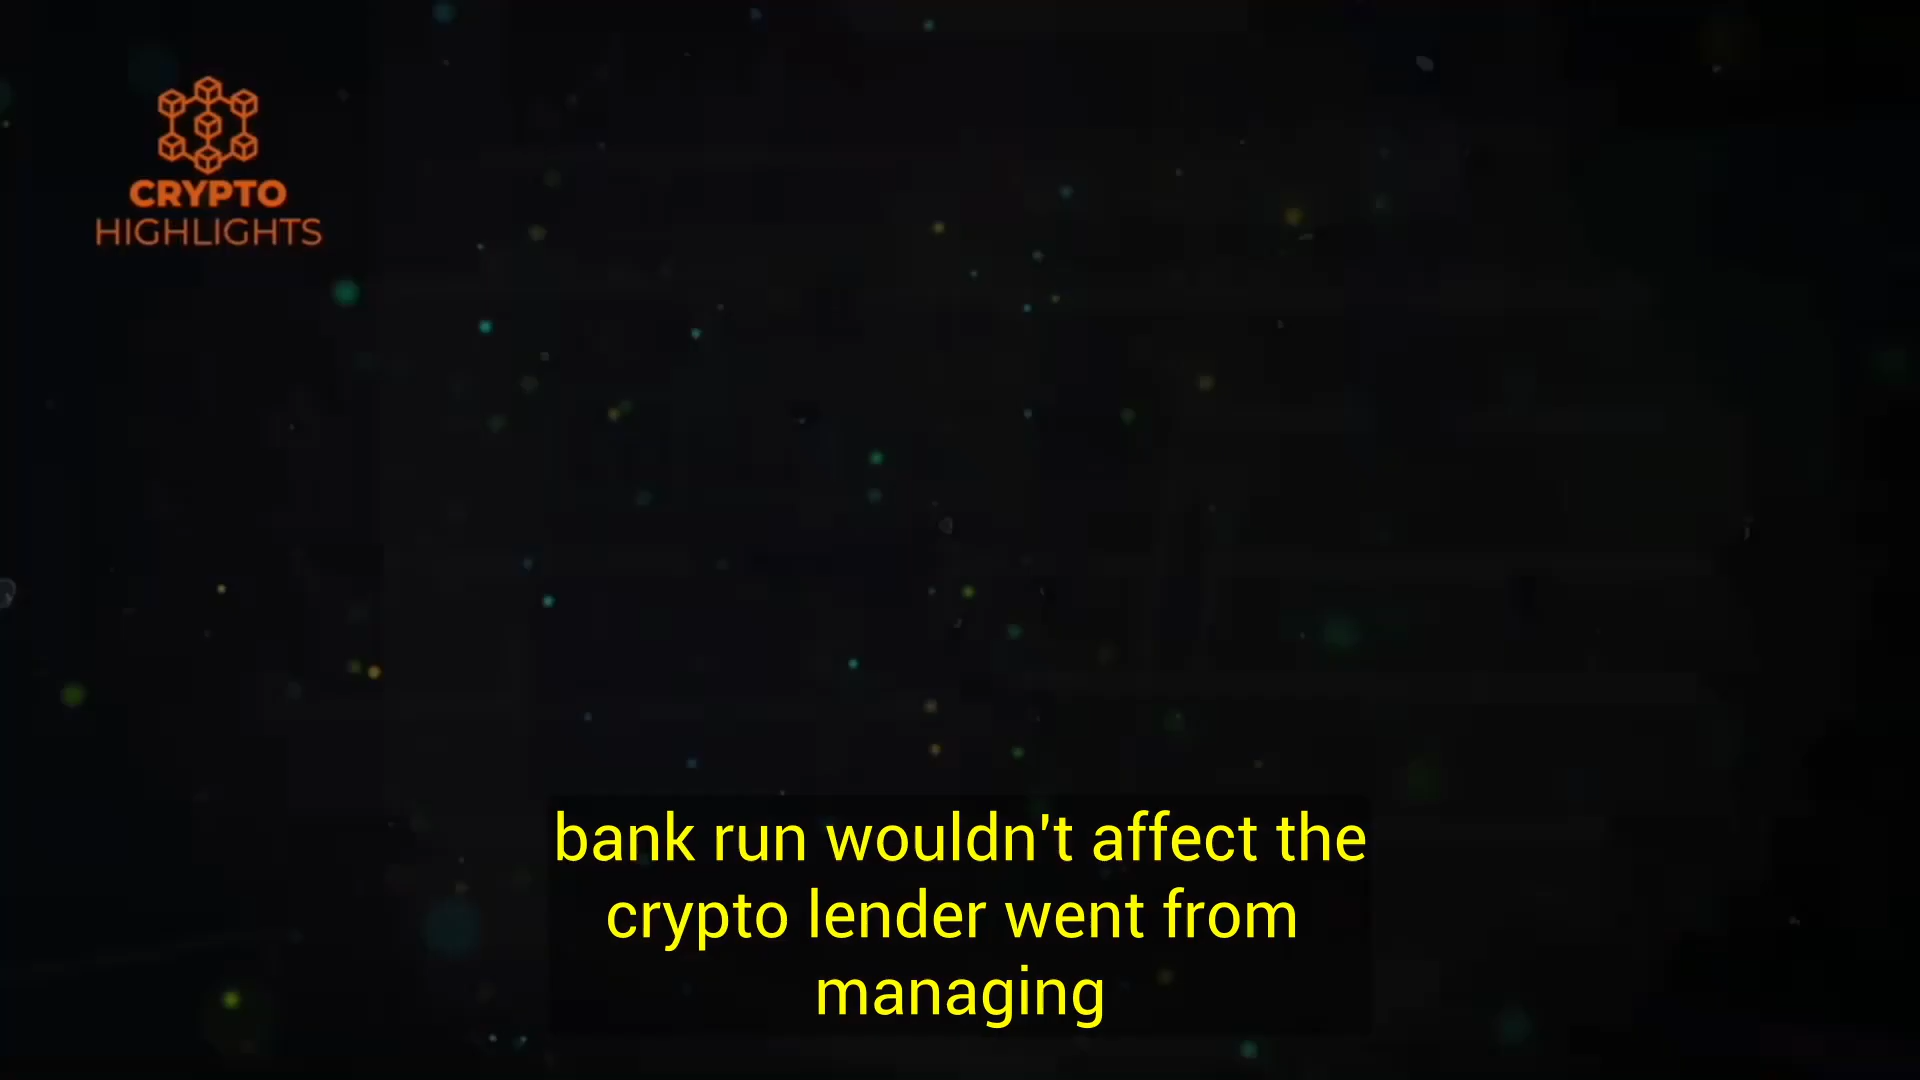 CRYPTO
HIGHLIGHTS
bank run wouldn't affect the
crypto lender went from
managing